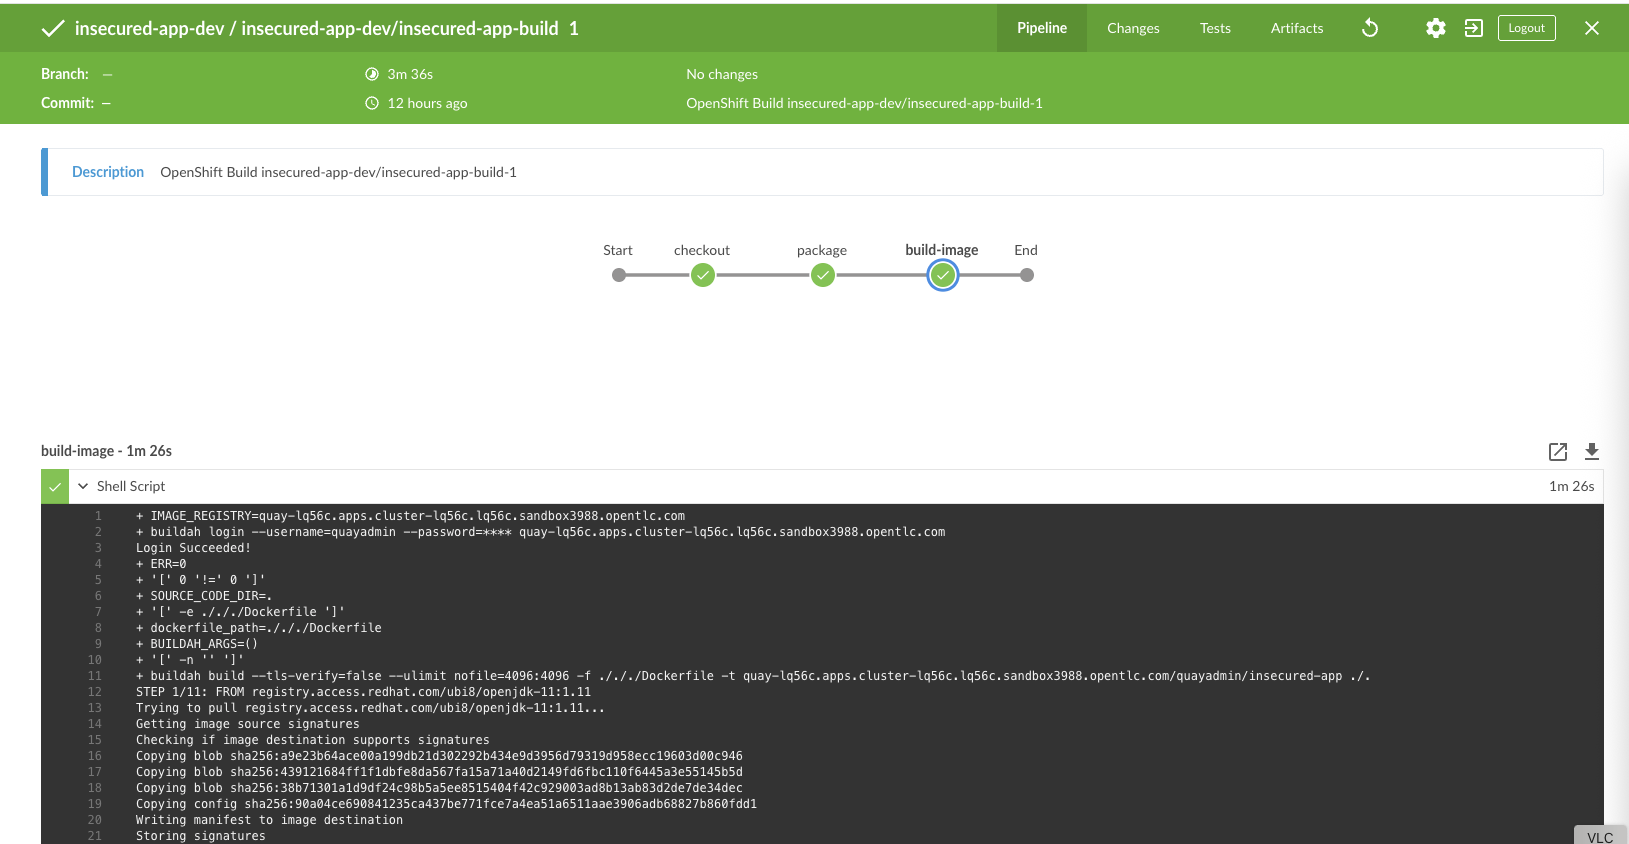 insecured-app-dev / insecured-app-dev/insecured-app-build 1
Pipeline Changes Tests Artifacts Logout
Branch: — 3m 36s No changes
Commit: — 12 hours ago OpenShift Build insecured-app-dev/insecured-app-build-1
Description OpenShift Build insecured-app-dev/insecured-app-build-1
Start checkout package build-image End
build-image - 1m 26s
Shell Script 1m 26s
1 + IMAGE_REGISTRY=quay-lq56c.apps.cluster-lq56c.lq56c.sandbox3988.opentlc.com
2 + buildah login --username=quayadmin --password=**** quay-lq56c.apps.cluster-lq56c.lq56c.sandbox3988.opentlc.com
3 Login Succeeded!
4 + ERR=0
5 + '[' 0 '!=' 0 ']'
6 + SOURCE_CODE_DIR=.
7 + '[' -e ./././Dockerfile ']'
8 + dockerfile_path=./././Dockerfile
9 + BUILDAH_ARGS=()
10 + '[' -n '' ']'
11 + buildah build --tls-verify=false --ulimit nofile=4096:4096 -f ./././Dockerfile -t quay-lq56c.apps.cluster-lq56c.lq56c.sandbox3988.opentlc.com/quayadmin/insecured-app ./.
12 STEP 1/11: FROM registry.access.redhat.com/ubi8/openjdk-11:1.11
13 Trying to pull registry.access.redhat.com/ubi8/openjdk-11:1.11...
14 Getting image source signatures
15 Checking if image destination supports signatures
16 Copying blob sha256:a9e23b64ace00a199db21d302292b434e9d3956d79319d958ecc19603d00c946
17 Copying blob sha256:439121684ff1f1dbfe8da567fa15a71a40d2149fd6fbc110f6445a3e55145b5d
18 Copying blob sha256:38b71301a1d9df24c98b5a5ee8515404f42c929003ad8b13ab83d2de7de34dec
19 Copying config sha256:90a04ce690841235ca437be771fce7a4ea51a6511aae3906adb68827b860fdd1
20 Writing manifest to image destination
21 Storing signatures
VLC